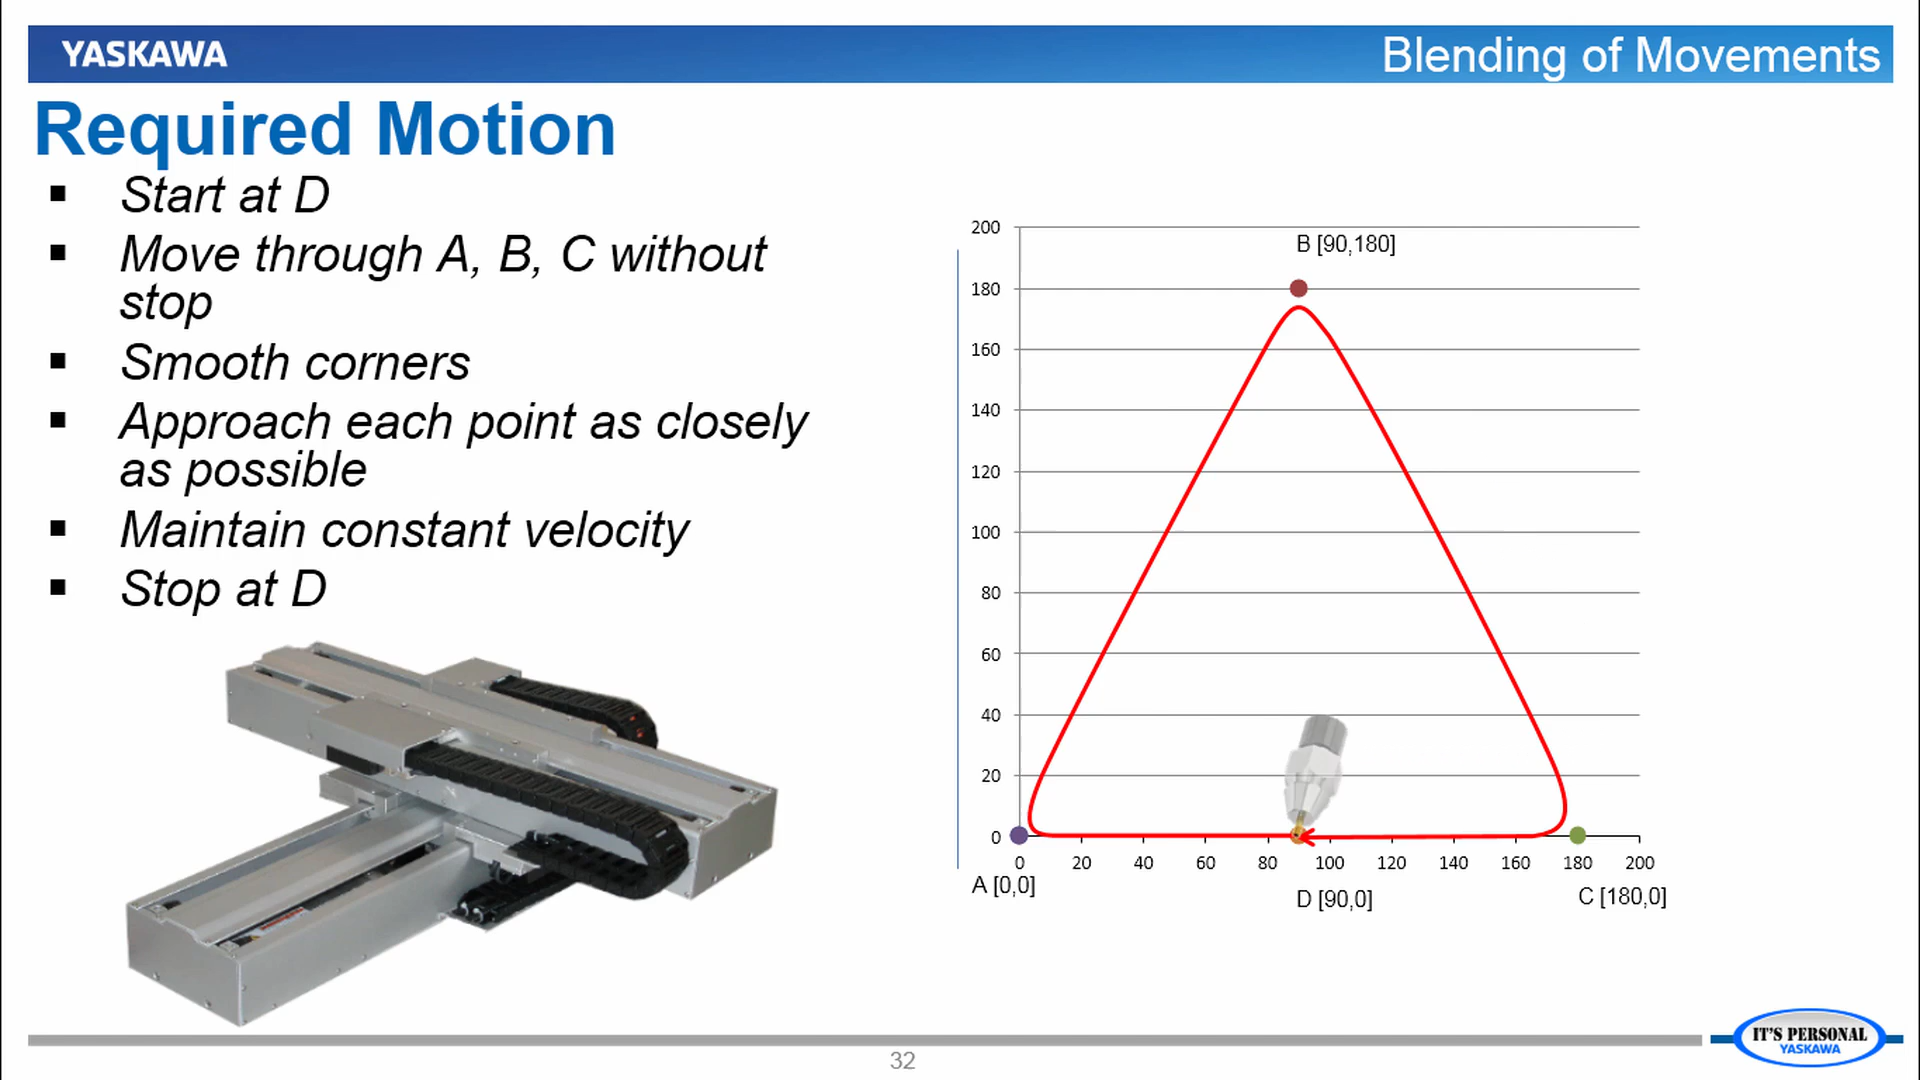 YASKAWA
Blending of Movements
Required Motion
▪ Start at D
▪ Move through A, B, C without
stop
▪ Smooth corners
▪ Approach each point as closely
as possible
▪ Maintain constant velocity
▪ Stop at D
200
180
160
140
120
100
80
60
40
20
0
B [90,180]
0 20 40 60 80 100 120 140 160 180 200
A [0,0]
D [90,0]
C [180,0]
32
IT'S PERSONAL
YASKAWA